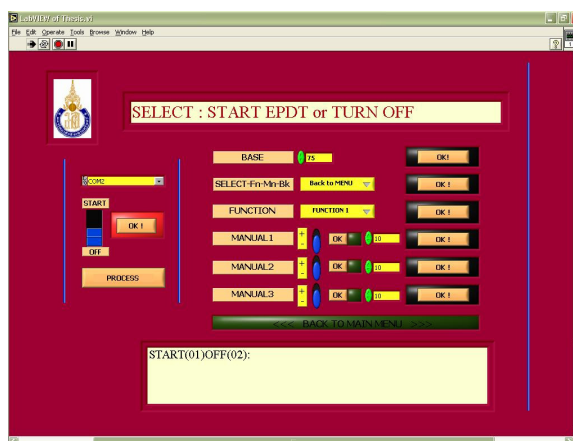 LabVIEW of Thesis.vi
File Edit Operate Tools Browse Window Help
SELECT : START EPDT or TURN OFF
BASE 75 OK!
COM2
SELECT-Fn-Mn-Bk Back to MENU OK !
START
FUNCTION FUNCTION 1 OK !
OK !
MANUAL1 + - OK 10 OK !
OFF
MANUAL2 + - OK 10 OK !
PROCESS
MANUAL3 + - OK 10 OK !
<<< BACK TO MAIN MENU >>>
START(01)OFF(02):